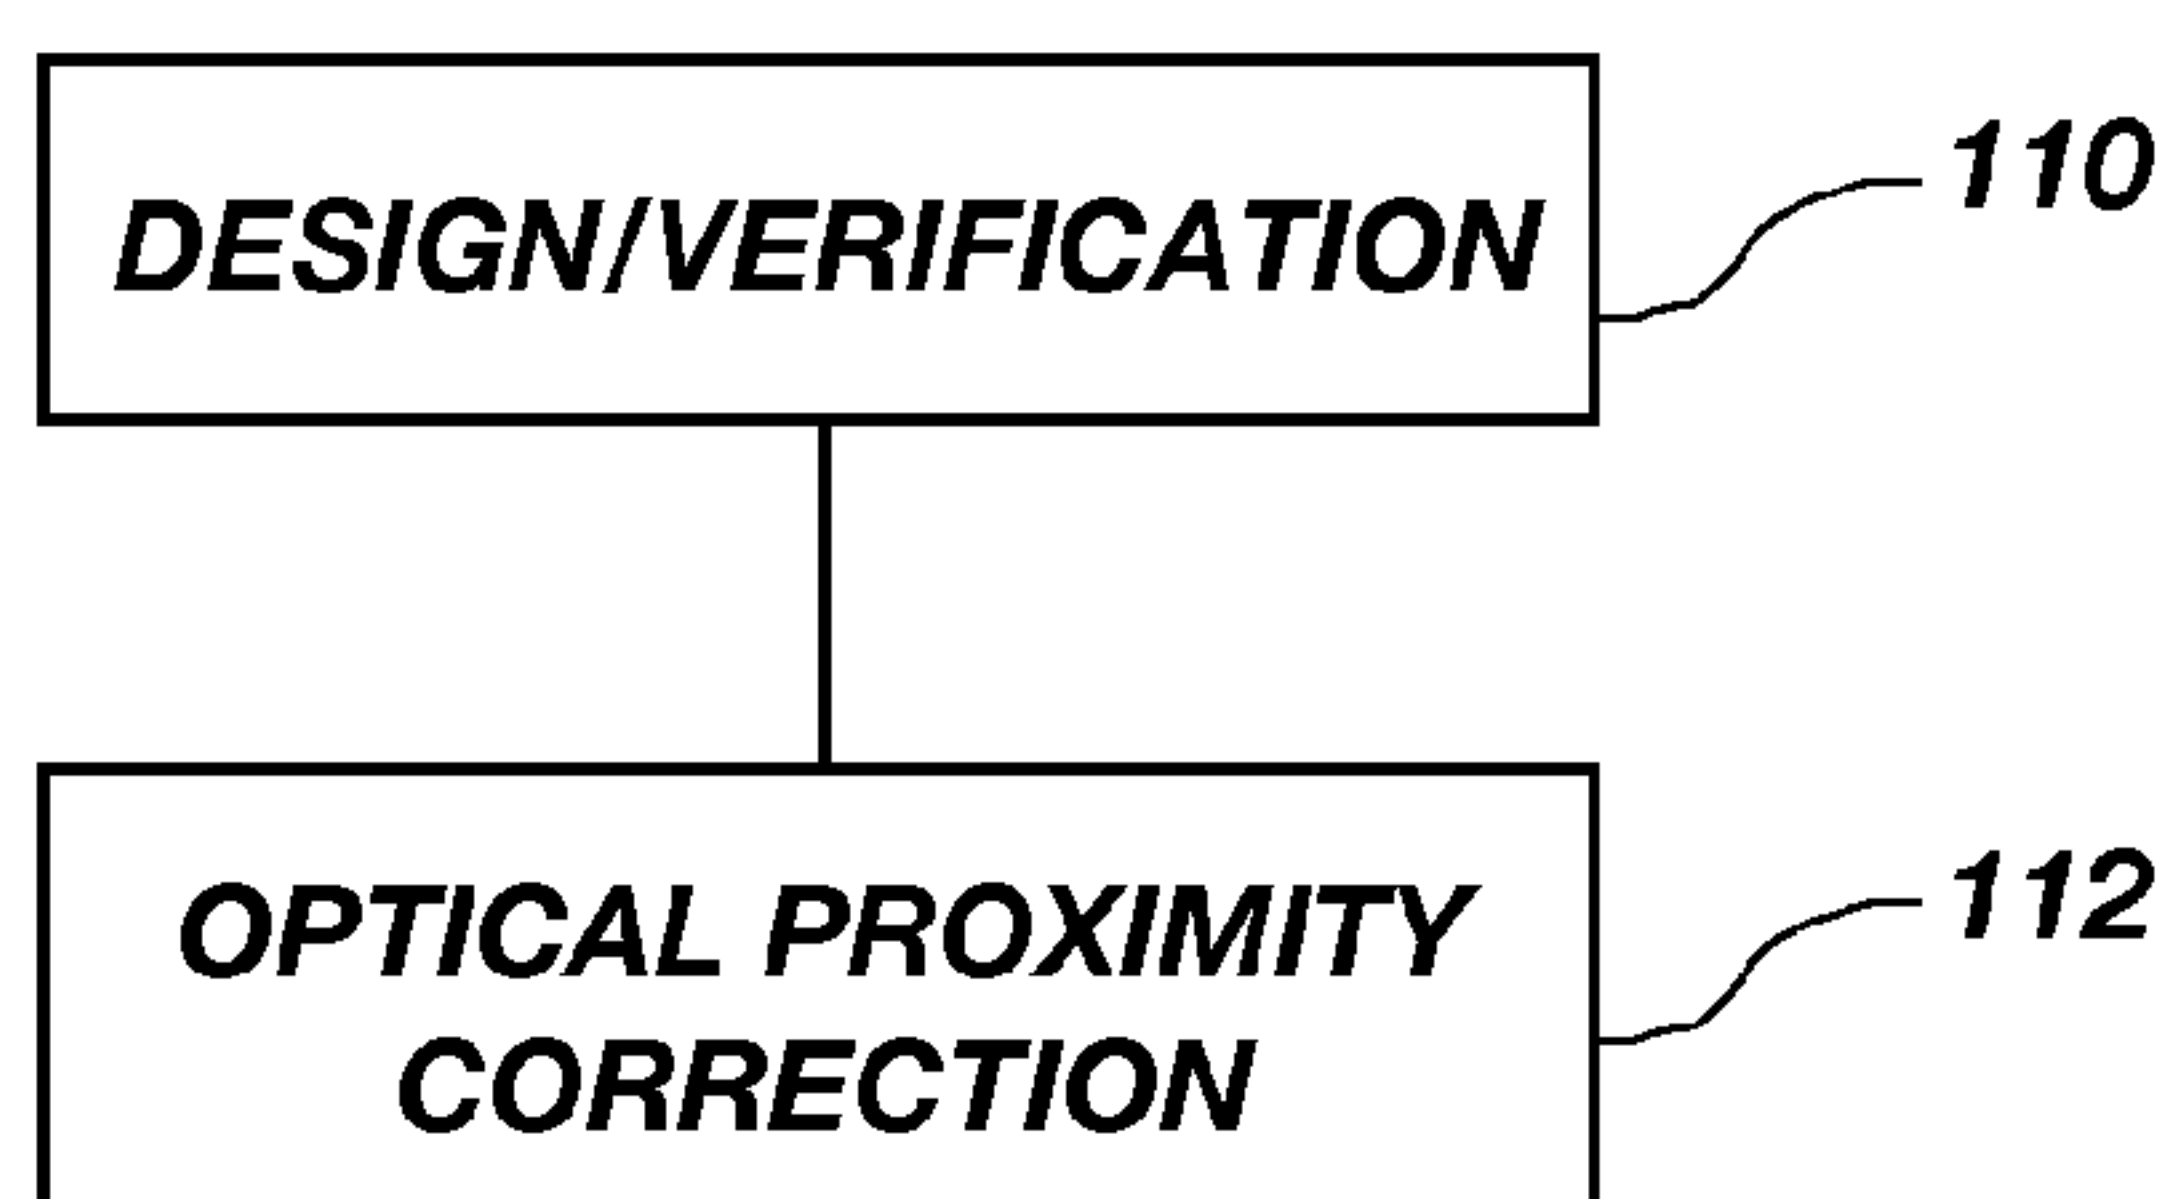 DESIGN/VERIFICATION
110
OPTICAL PROXIMITY
CORRECTION
112